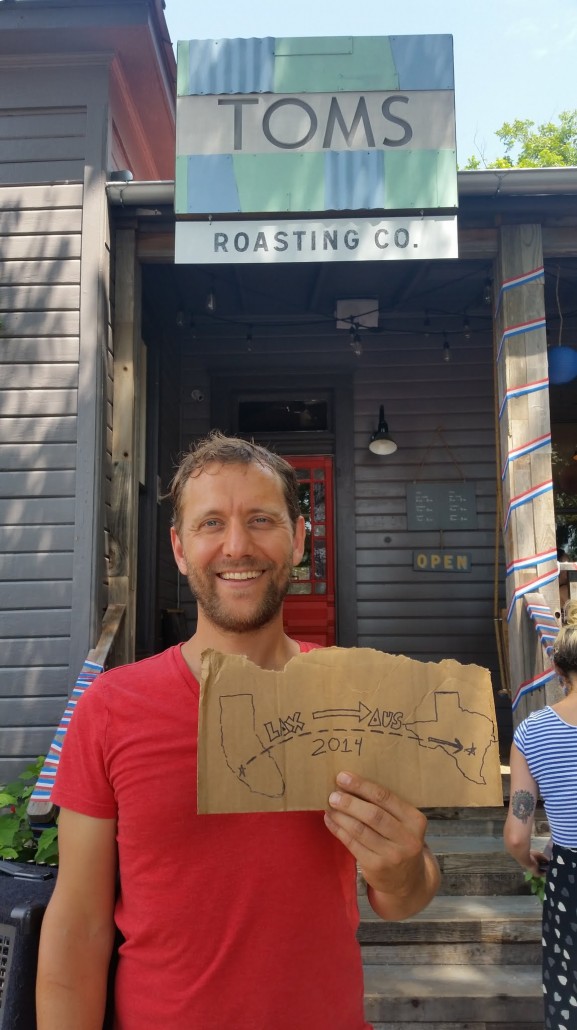 TOMS
ROASTING CO.
OPEN
LAX AUS
2014